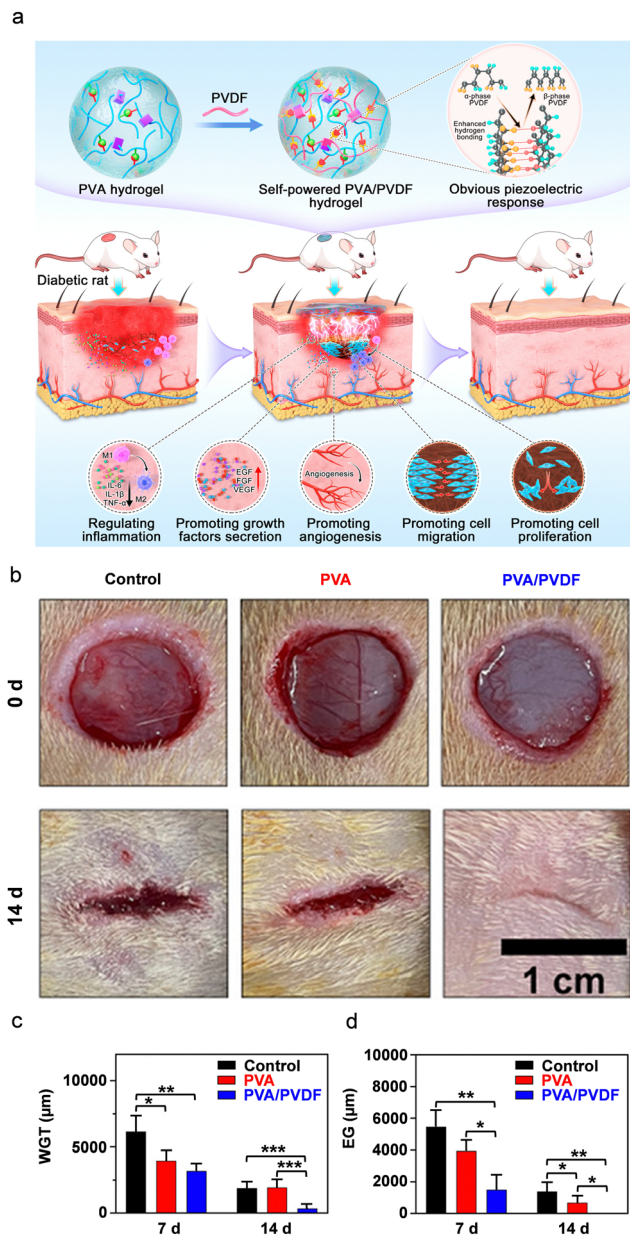 a
PVDF
α-phase
PVDF
β-phase
PVDF
Enhanced
hydrogen
bonding
PVA hydrogel
Self-powered PVA/PVDF
hydrogel
Obvious piezoelectric
response
Diabetic rat
M1
IL-6
IL-1β
TNF-α
M2
EGF
FGF
VEGF
Angiogenesis
Regulating
inflammation
Promoting growth
factors secretion
Promoting
angiogenesis
Promoting cell
migration
Promoting cell
proliferation
b
Control
PVA
PVA/PVDF
0 d
14 d
1 cm
c
WGT (μm)
10000
5000
0
Control
PVA
PVA/PVDF
**
*
***
***
7 d
14 d
d
EG (μm)
10000
8000
6000
4000
2000
0
Control
PVA
PVA/PVDF
**
*
**
*
*
7 d
14 d